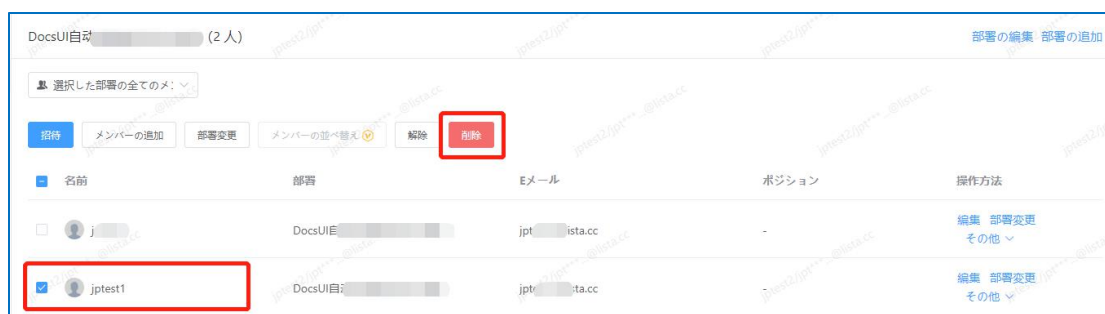 DocsUI自动 (2 人) 部署の編集 部署の追加
選択した部署の全てのメン
招待 メンバーの追加 部署変更 メンバーの並べ替え 解除 削除
名前 部署 Eメール ポジション 操作方法
j DocsUI自 jpt ista.cc - 編集 部署変更
その他
jptest1 DocsUI自动 jpte ta.cc - 編集 部署変更
その他